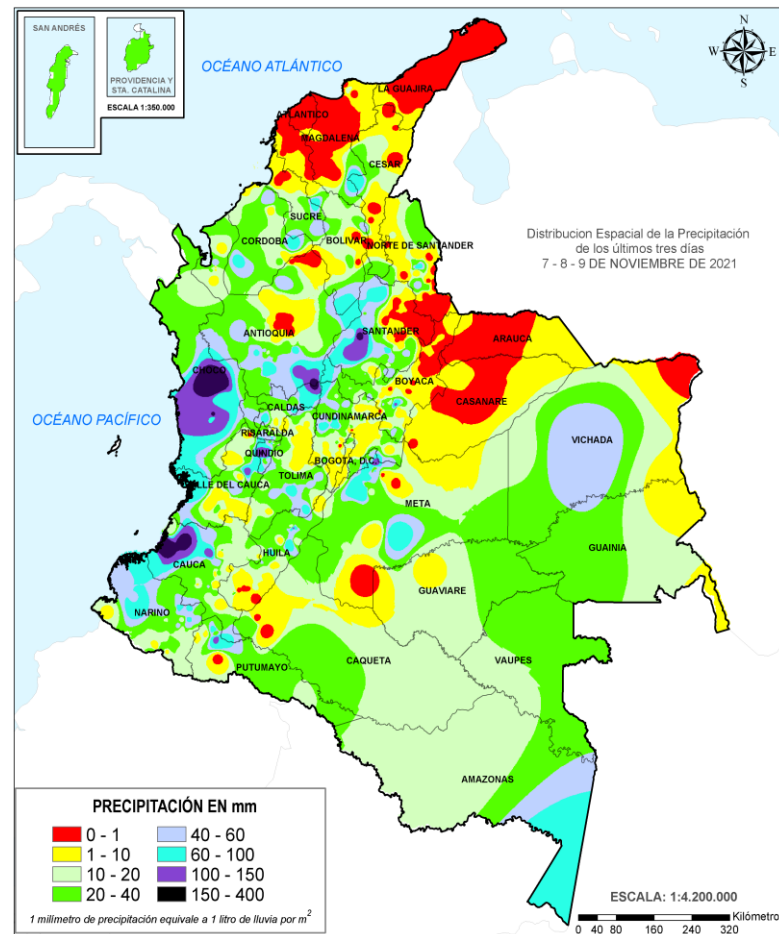 SAN ANDRÉS
PROVIDENCIA Y
STA. CATALINA
ESCALA 1:350.000
OCÉANO ATLÁNTICO
N
W E
S
LA GUAJIRA
ATLANTICO
MAGDALENA
CESAR
SUCRE
CORDOBA
BOLIVAR
NORTE DE SANTANDER
Distribucion Espacial de la Precipitación
de los últimos tres días
7 - 8 - 9 DE NOVIEMBRE DE 2021
ANTIOQUIA
SANTANDER
ARAUCA
CHOCO
BOYACA
CASANARE
CALDAS
CUNDINAMARCA
OCÉANO PACÍFICO
RISARALDA
VICHADA
QUINDIO
BOGOTA, D.C.
TOLIMA
VALLE DEL CAUCA
META
GUAINIA
HUILA
CAUCA
GUAVIARE
NARIÑO
CAQUETA
VAUPES
PUTUMAYO
AMAZONAS
PRECIPITACIÓN EN mm
0 - 1
1 - 10
10 - 20
20 - 40
40 - 60
60 - 100
100 - 150
150 - 400
1 milímetro de precipitación equivale a 1 litro de lluvia por m²
ESCALA: 1:4.200.000
Kilómetro
0 40 80 160 240 320